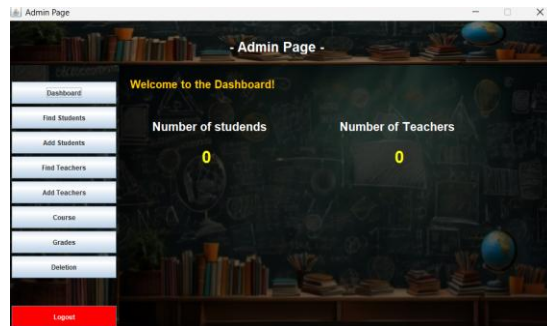 Admin Page
- Admin Page -
Welcome to the Dashboard!
Dashboard
Find Students
Add Students
Find Teachers
Add Teachers
Course
Grades
Deletion
Logout
Number of studends
0
Number of Teachers
0